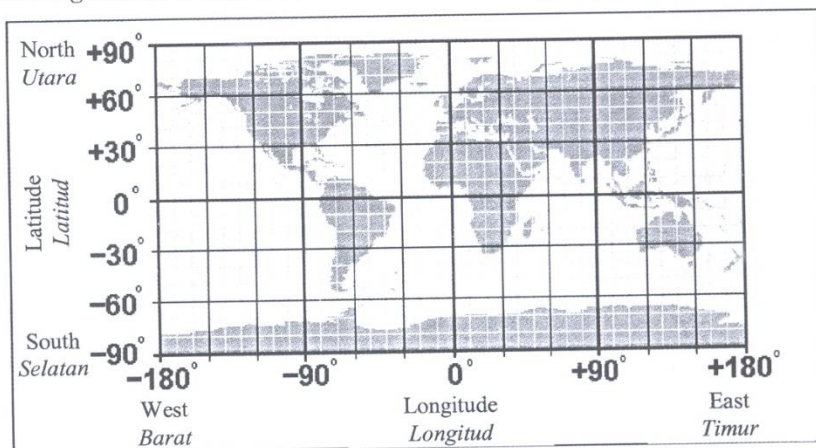 North
Utara
+90°
+60°
+30°
Latitude
Latitud
0°
−30°
−60°
South
Selatan
−90°
−180°
−90°
0°
+90°
+180°
West
Barat
Longitude
Longitud
East
Timur